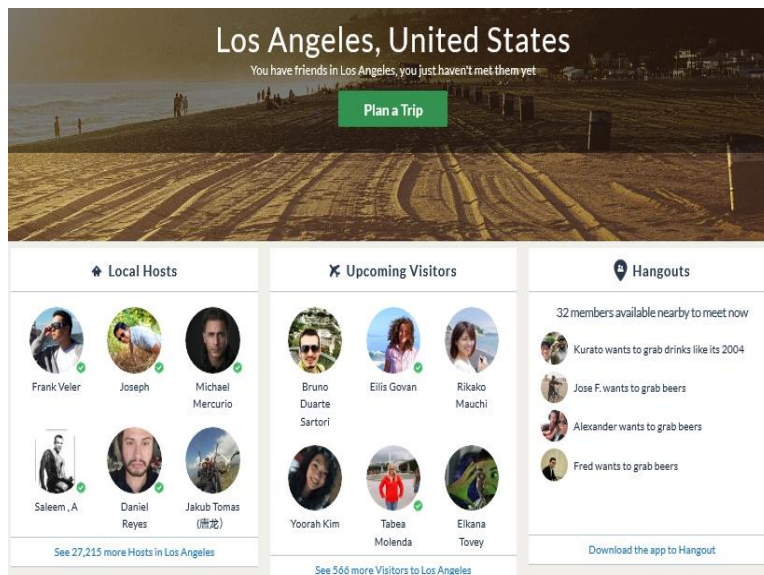 Los Angeles, United States
You have friends in Los Angeles, you just haven't met them yet
Plan a Trip
Local Hosts
Frank Veler
Joseph
Michael
Mercurio
Saleem , A
Daniel
Reyes
Jakub Tomas
(唐龙)
See 27,215 more Hosts in Los Angeles
Upcoming Visitors
Bruno
Duarte
Sartori
Eilis Govan
Rikako
Mauchi
Yoorah Kim
Tabea
Molenda
Elkana
Tovey
See 566 more Visitors to Los Angeles
Hangouts
32 members available nearby to meet now
Kurato wants to grab drinks like its 2004
Jose F. wants to grab beers
Alexander wants to grab beers
Fred wants to grab beers
Download the app to Hangout